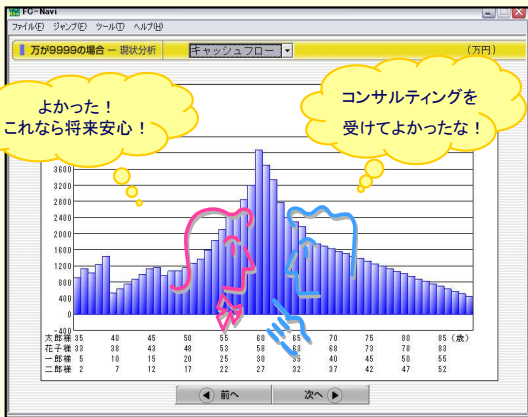 FC-Navi
ファイル(F) ジャンプ(E) ツール(T) ヘルプ(H)
万が9999の場合 － 現状分析 キャッシュフロー (万円)
よかった！
これなら将来安心！
コンサルティングを
受けてよかったな！
3600
3200
2800
2400
2000
1600
1200
800
400
0
-400
太郎様 35 40 45 50 55 60 65 70 75 80 85 (歳)
花子様 33 38 43 48 53 58 63 68 73 78 83
一郎様 5 10 15 20 25 30 35 40 45 50 55
二郎様 2 7 12 17 22 27 32 37 42 47 52
前へ 次へ